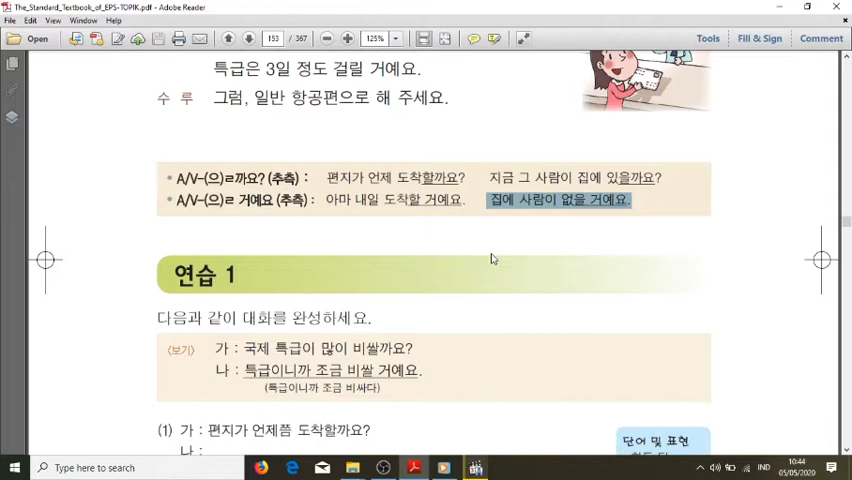 The_Standard_Textbook_of_EPS-TOPIK.pdf - Adobe Reader
File Edit View Window Help
Open 153 / 367 125% Tools Fill & Sign Comment
특급은 3일 정도 걸릴 거예요.
수 루 그럼, 일반 항공편으로 해 주세요.
• A/V-(으)ㄹ까요? (추측) : 편지가 언제 도착할까요? 지금 그 사람이 집에 있을까요?
• A/V-(으)ㄹ 거예요 (추측) : 아마 내일 도착할 거예요. 집에 사람이 없을 거예요.
연습 1
다음과 같이 대화를 완성하세요.
<보기> 가 : 국제 특급이 많이 비쌀까요?
나 : 특급이니까 조금 비쌀 거예요.
(특급이니까 조금 비싸다)
(1) 가 : 편지가 언제쯤 도착할까요?
나 :
단어 및 표현
Type here to search
IND
10:44
05/05/2020